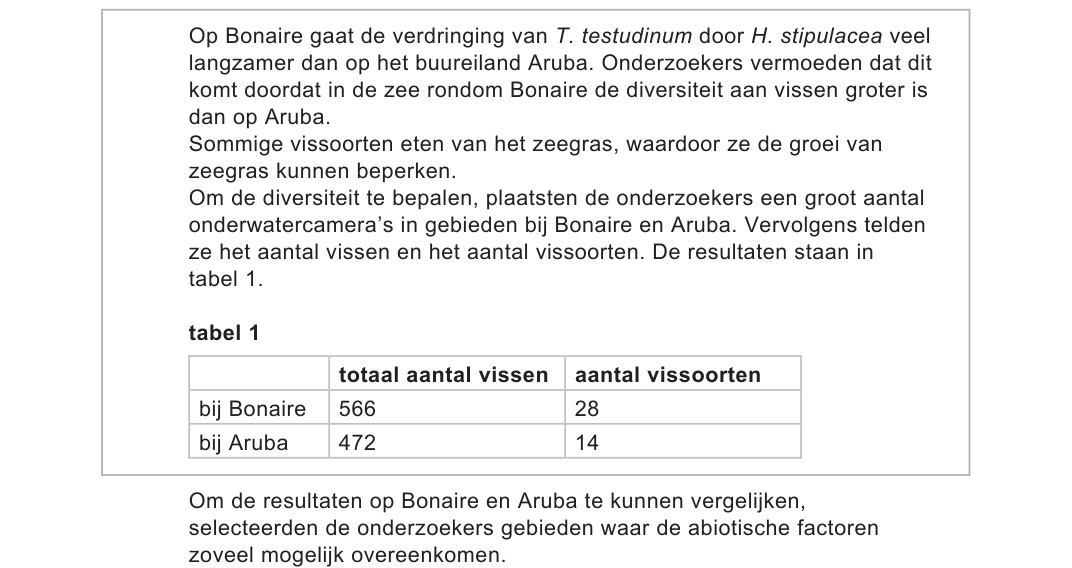 Op Bonaire gaat de verdringing van T. testudinum door H. stipulacea veel
langzamer dan op het buureiland Aruba. Onderzoekers vermoeden dat dit
komt doordat in de zee rondom Bonaire de diversiteit aan vissen groter is
dan op Aruba.
Sommige vissoorten eten van het zeegras, waardoor ze de groei van
zeegras kunnen beperken.
Om de diversiteit te bepalen, plaatsten de onderzoekers een groot aantal
onderwatercamera's in gebieden bij Bonaire en Aruba. Vervolgens telden
ze het aantal vissen en het aantal vissoorten. De resultaten staan in
tabel 1.
tabel 1
totaal aantal vissen aantal vissoorten
bij Bonaire 566 28
bij Aruba 472 14
Om de resultaten op Bonaire en Aruba te kunnen vergelijken,
selecteerden de onderzoekers gebieden waar de abiotische factoren
zoveel mogelijk overeenkomen.